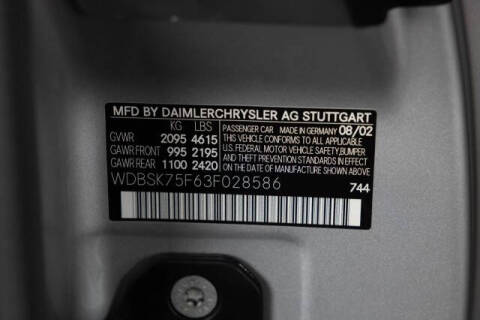 MFD BY DAIMLERCHRYSLER AG STUTTGART
KG LBS
GVWR 2095 4615
GAWR FRONT 995 2195
GAWR REAR 1100 2420
PASSENGER CAR MADE IN GERMANY 08/02
THIS VEHICLE CONFORMS TO ALL APPLICABLE
U.S. FEDERAL MOTOR VEHICLE SAFETY,BUMPER
AND THEFT PREVENTION STANDARDS IN EFFECT
ON THE DATE OF MANUFACTURE SHOWN ABOVE.
WDBSK75F63F028586
744